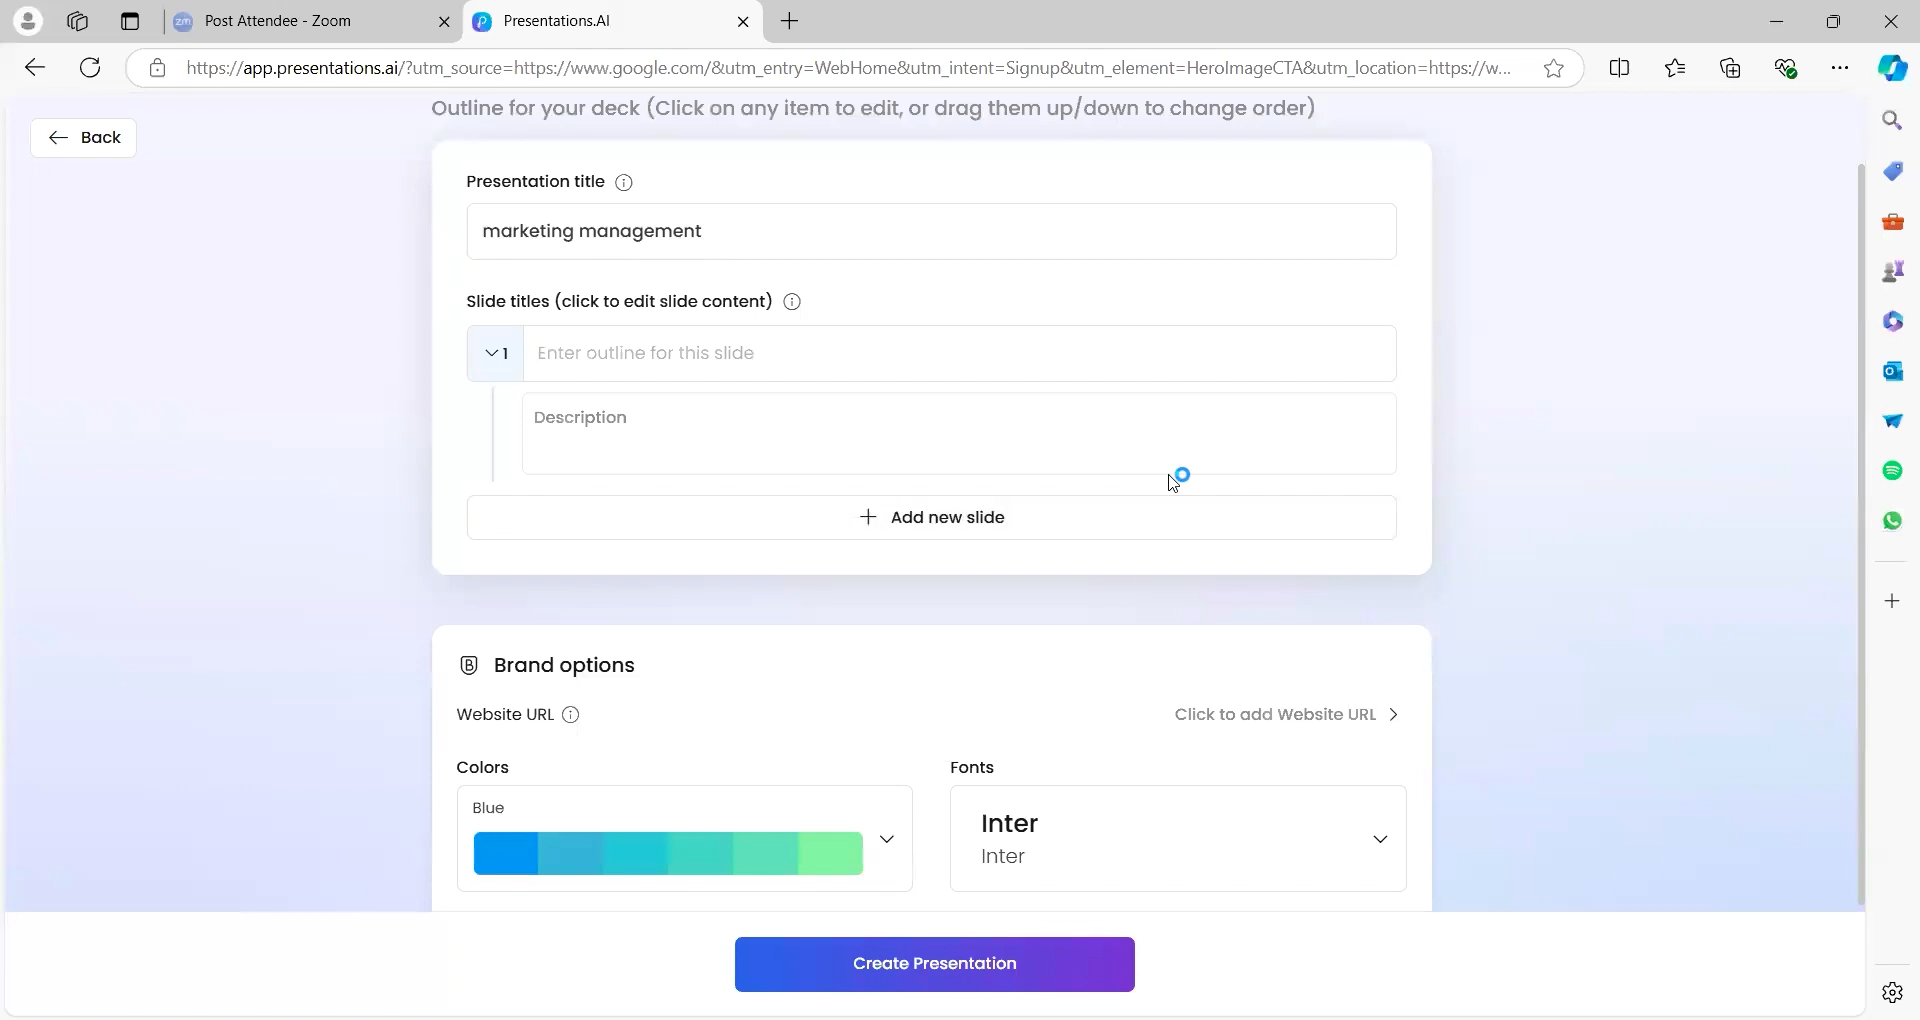 Post Attendee - Zoom
Presentations.AI
https://app.presentations.ai/?utm_source=https://www.google.com/&utm_entry=WebHome&utm_intent=Signup&utm_element=HeroImageCTA&utm_location=https://w...
Outline for your deck (Click on any item to edit, or drag them up/down to change order)
Back
Presentation title
marketing management
Slide titles (click to edit slide content)
1 Enter outline for this slide
Description
+ Add new slide
Brand options
Website URL
Click to add Website URL
Colors
Fonts
Blue
Inter
Inter
Create Presentation